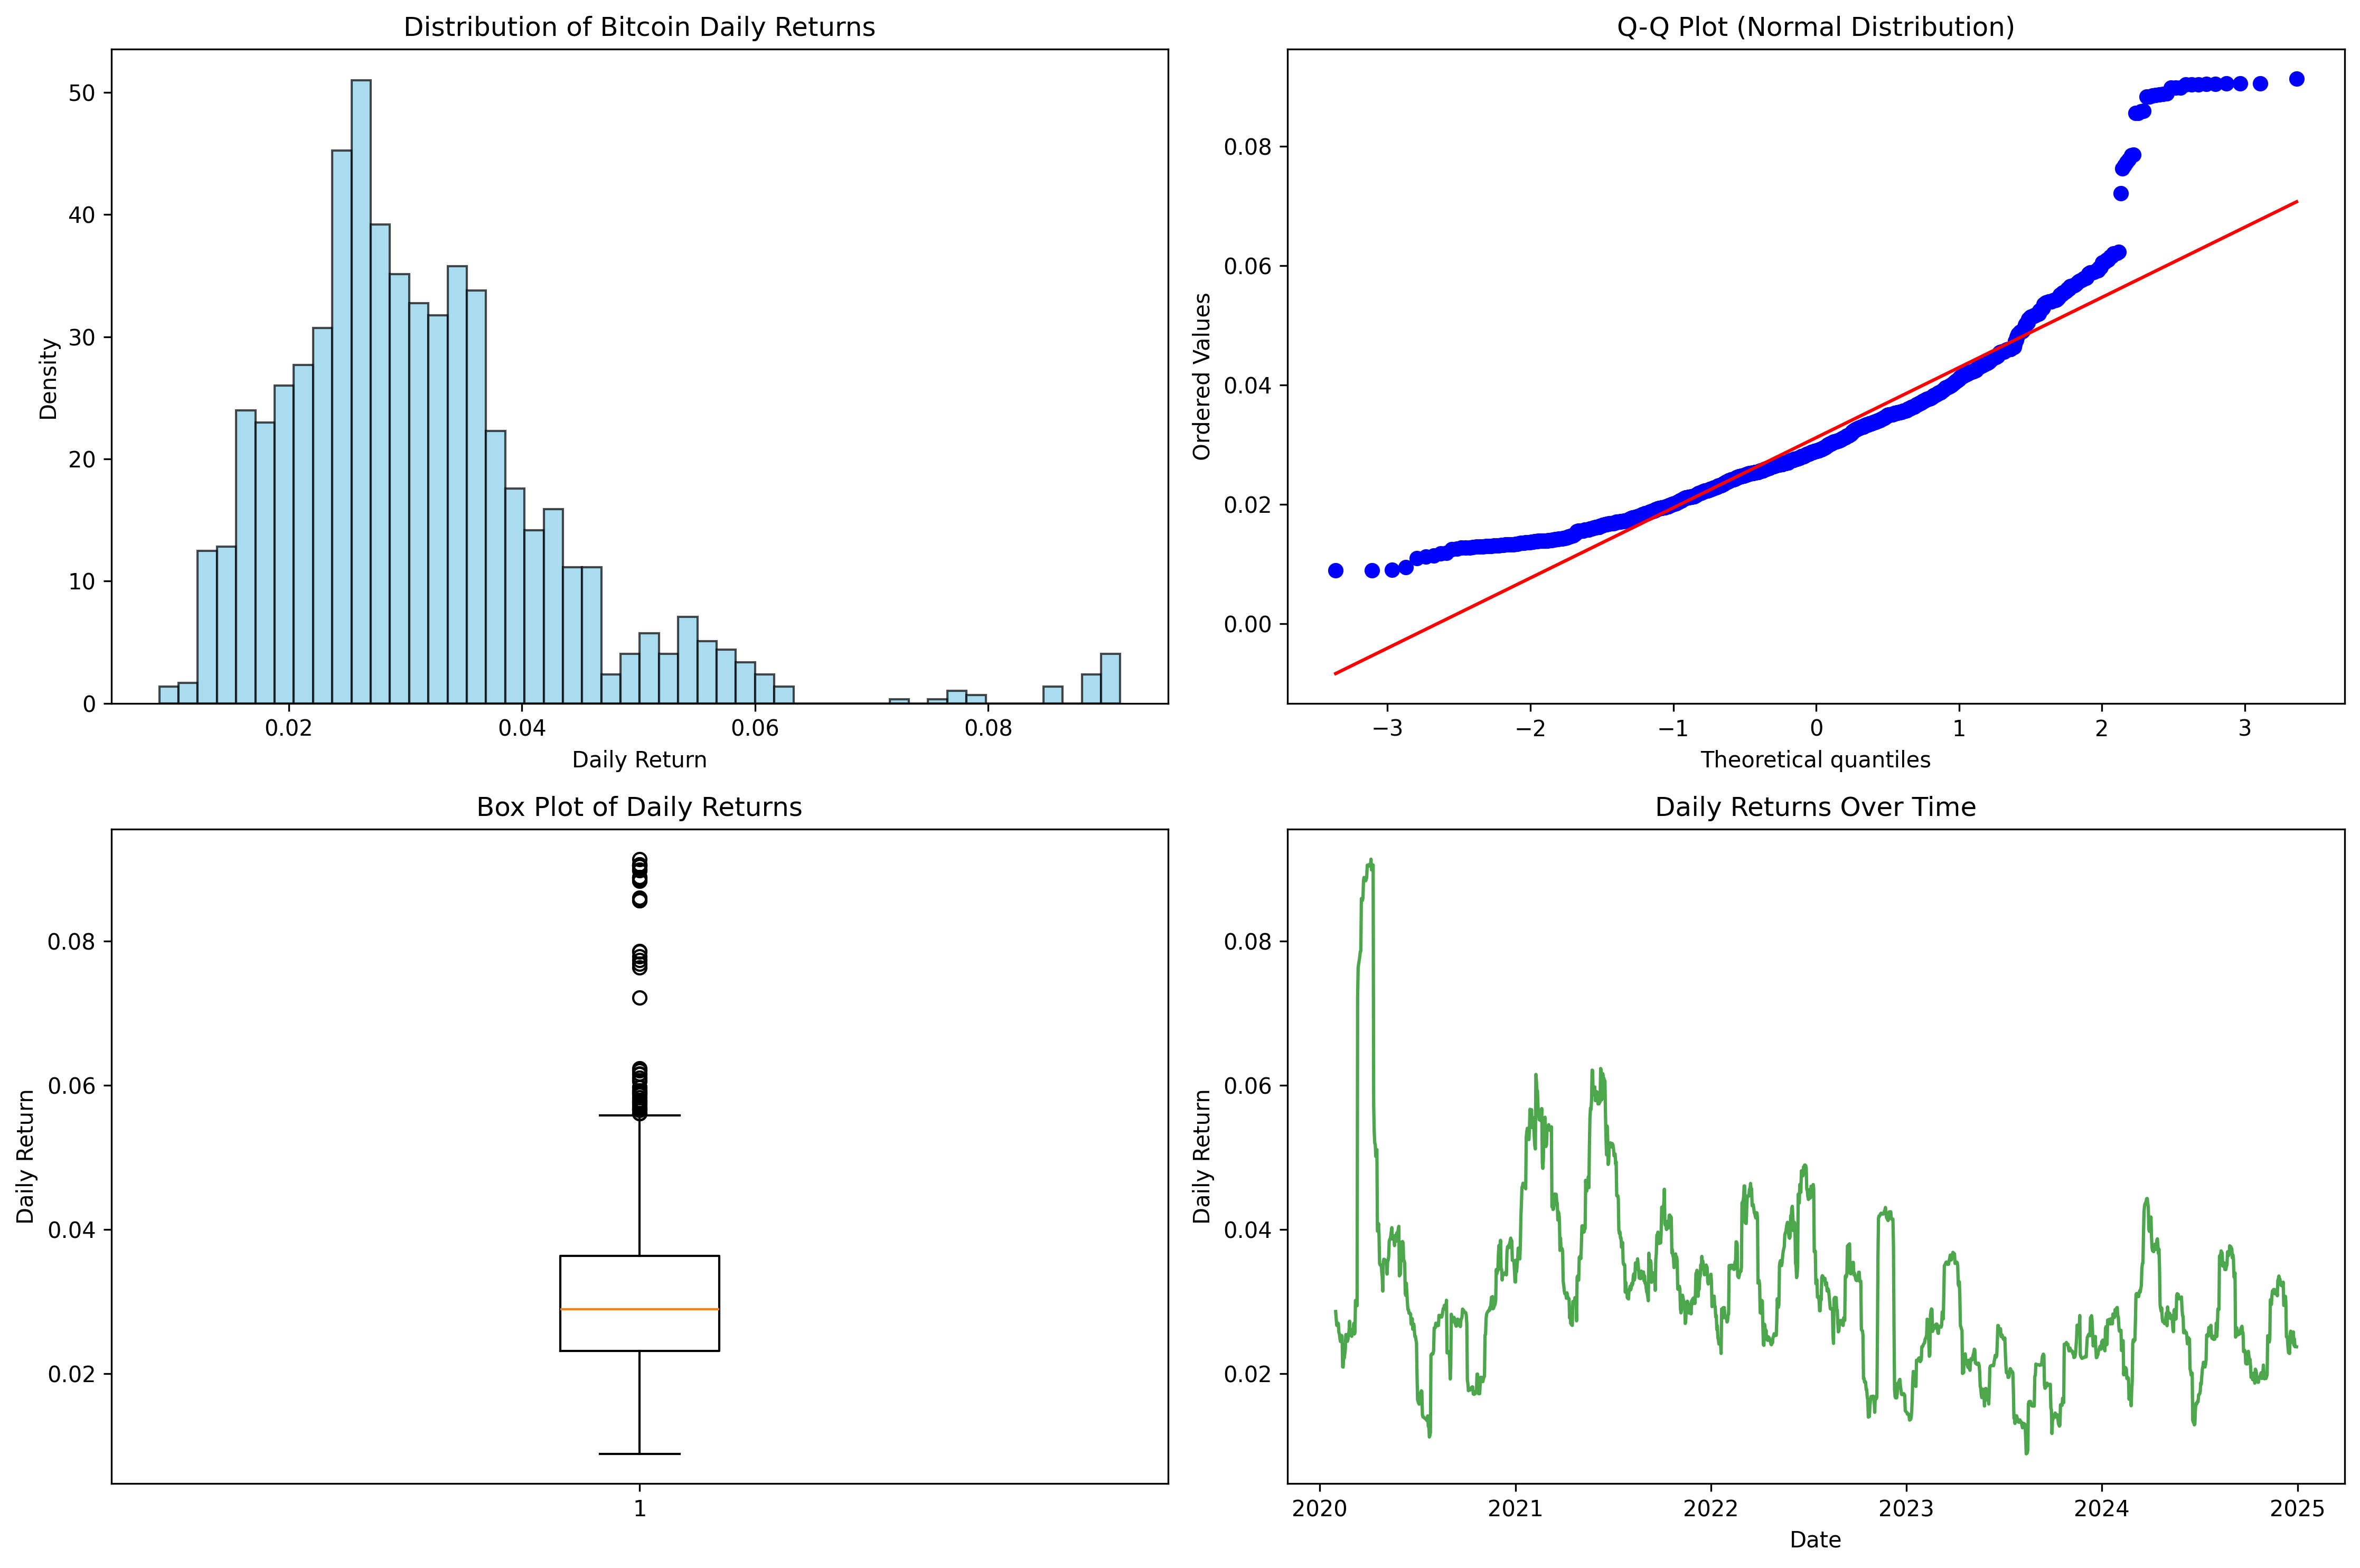 Distribution of Bitcoin Daily Returns
Density
50
40
30
20
10
0
0.02 0.04 0.06 0.08
Daily Return
Q-Q Plot (Normal Distribution)
Ordered Values
0.08
0.06
0.04
0.02
0.00
−3 −2 −1 0 1 2 3
Theoretical quantiles
Box Plot of Daily Returns
Daily Return
0.08
0.06
0.04
0.02
1
Daily Returns Over Time
Daily Return
0.08
0.06
0.04
0.02
2020 2021 2022 2023 2024 2025
Date